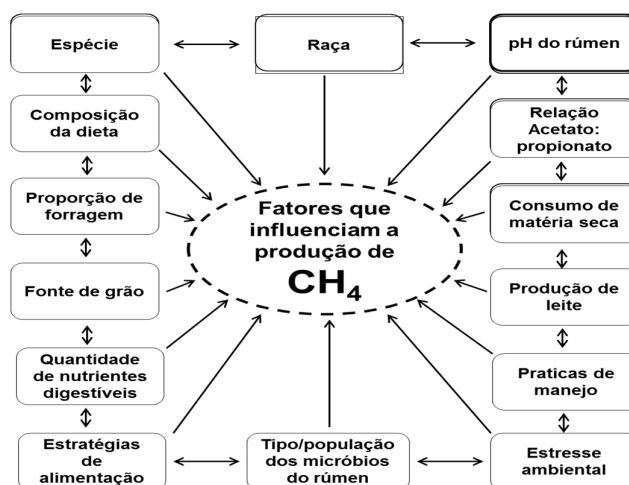 Espécie
Raça
pH do rúmen
Composição
da dieta
Relação
Acetato:
propionato
Proporção de
forragem
Fatores que
influenciam a
produção de
CH₄
Consumo de
matéria seca
Fonte de grão
Produção de
leite
Quantidade
de nutrientes
digestíveis
Praticas de
manejo
Estratégias
de
alimentação
Tipo/população
dos micróbios
do rúmen
Estresse
ambiental